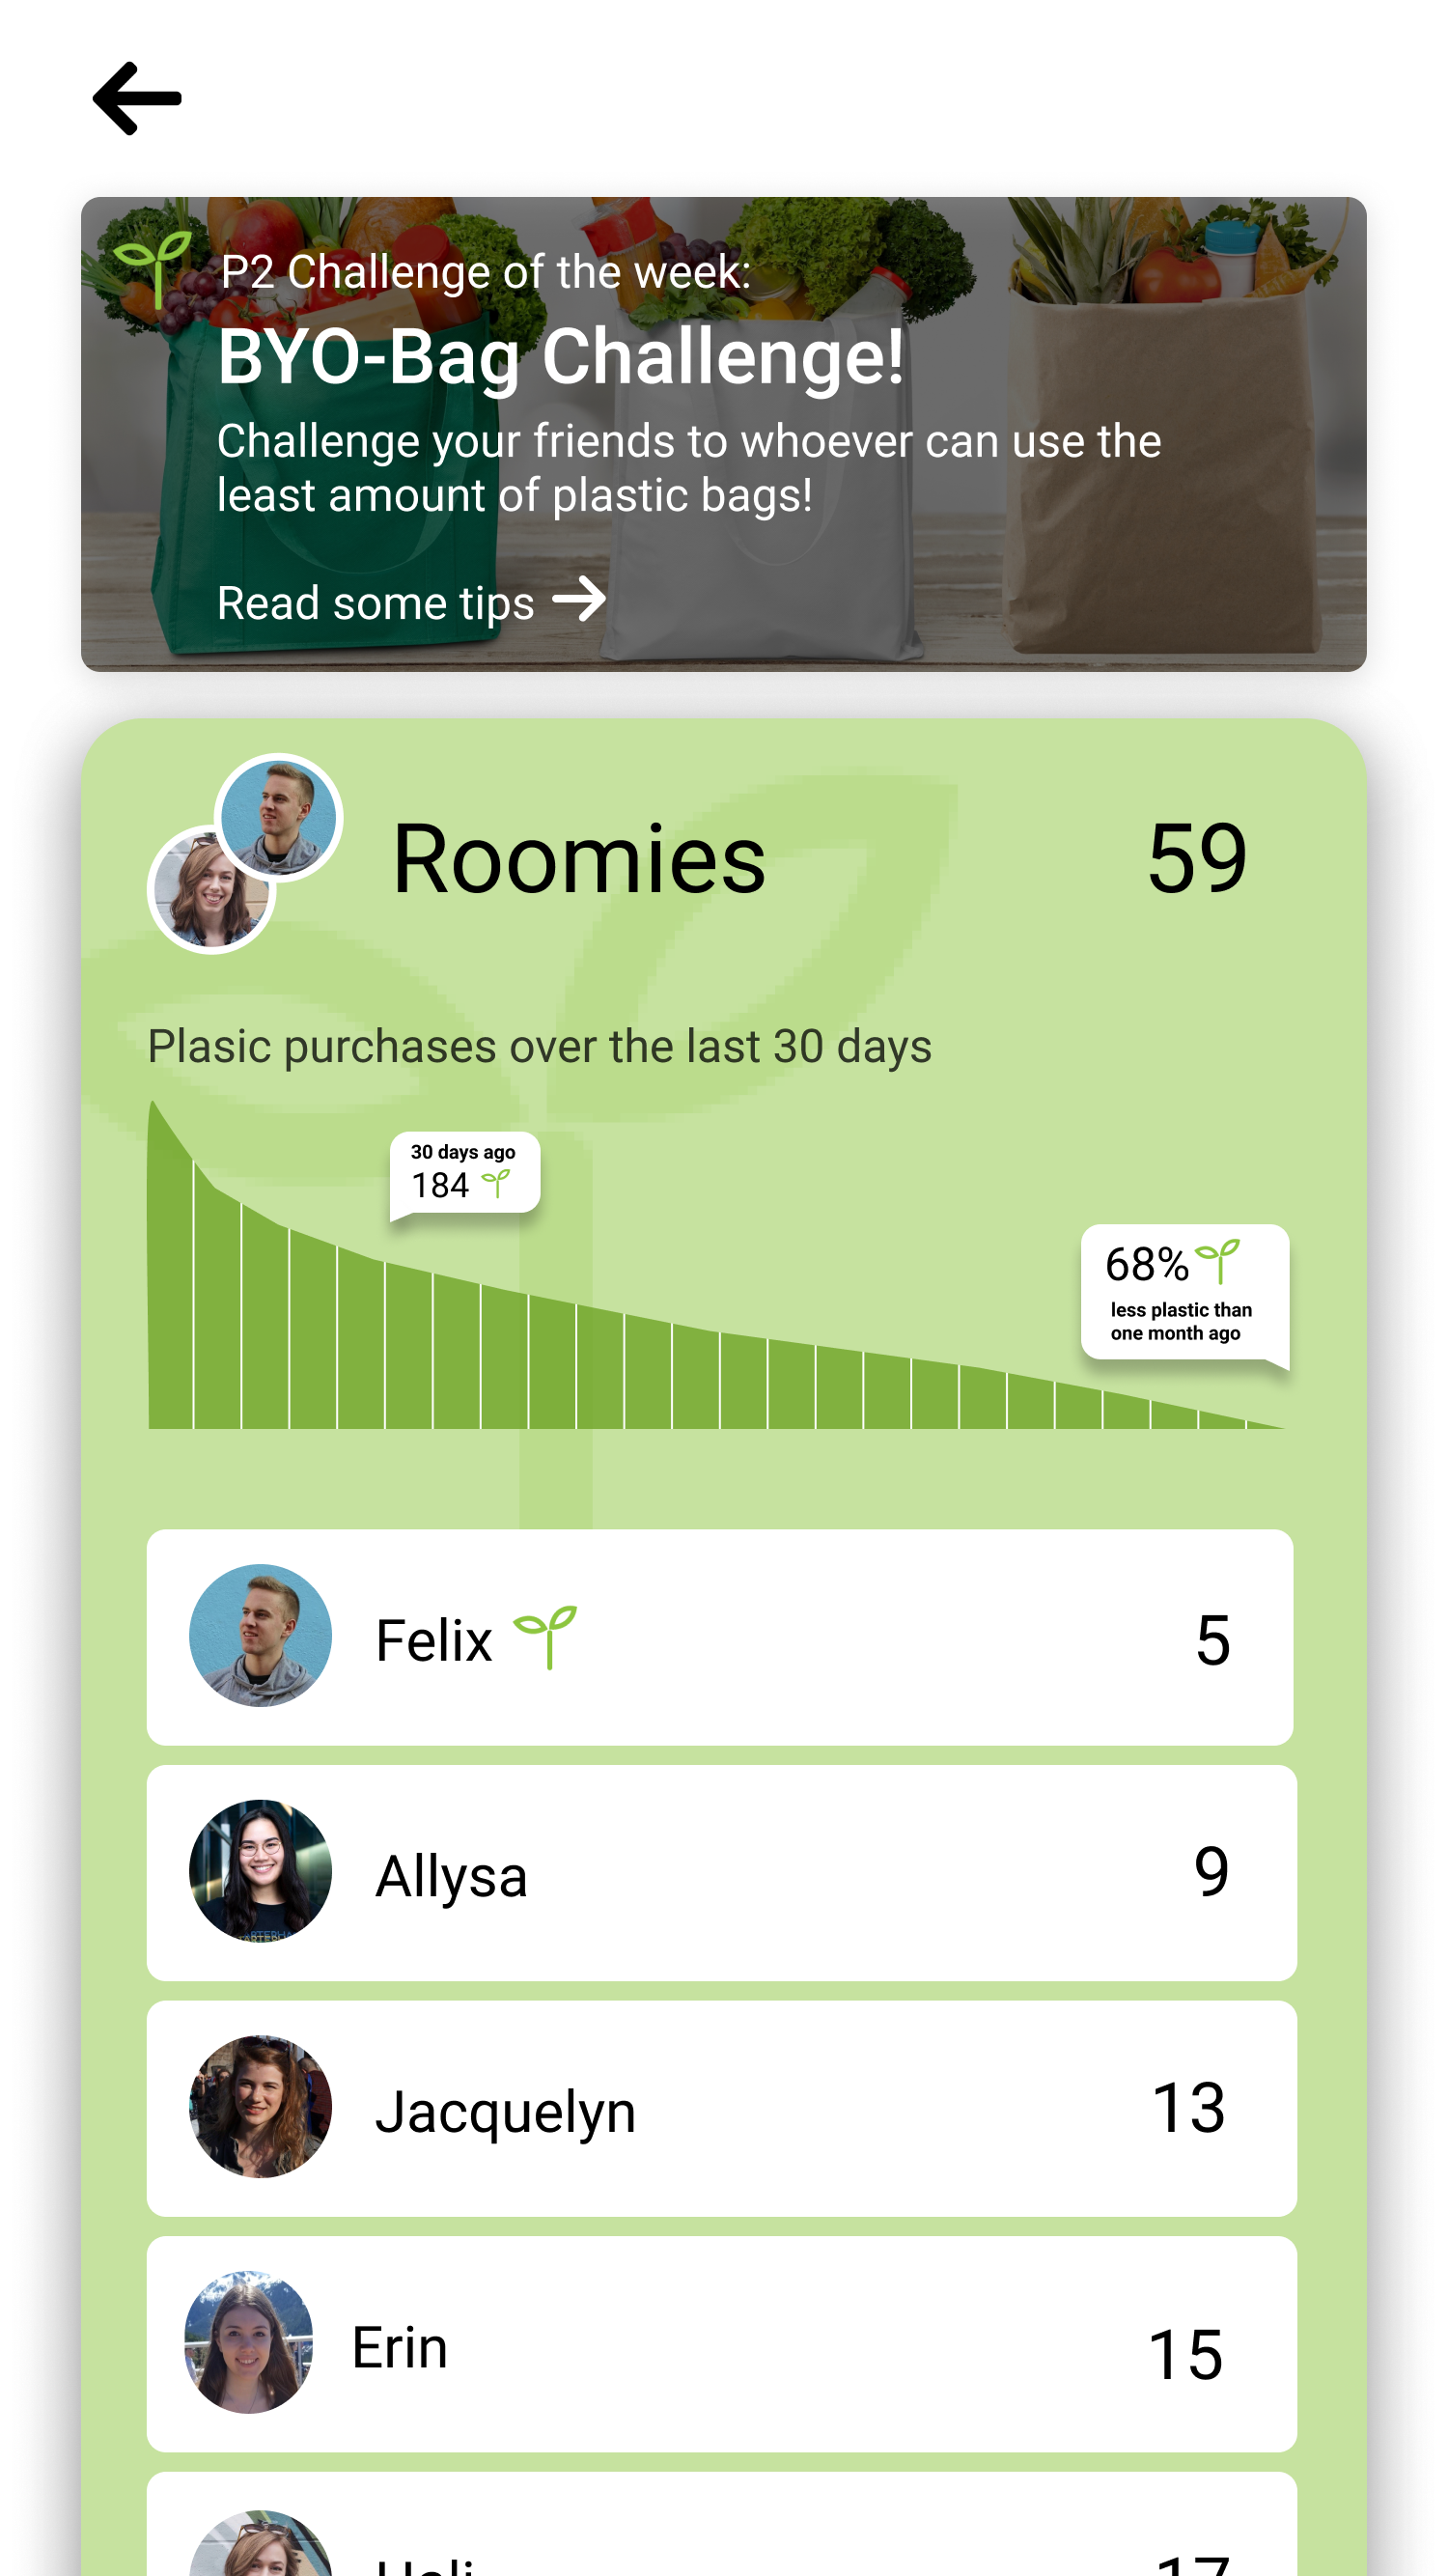 P2 Challenge of the week:
BYO-Bag Challenge!
Challenge your friends to whoever can use the
least amount of plastic bags!
Read some tips
Roomies 59
Plasic purchases over the last 30 days
30 days ago
184
68%
less plastic than
one month ago
Felix 5
Allysa 9
Jacquelyn 13
Erin 15
17